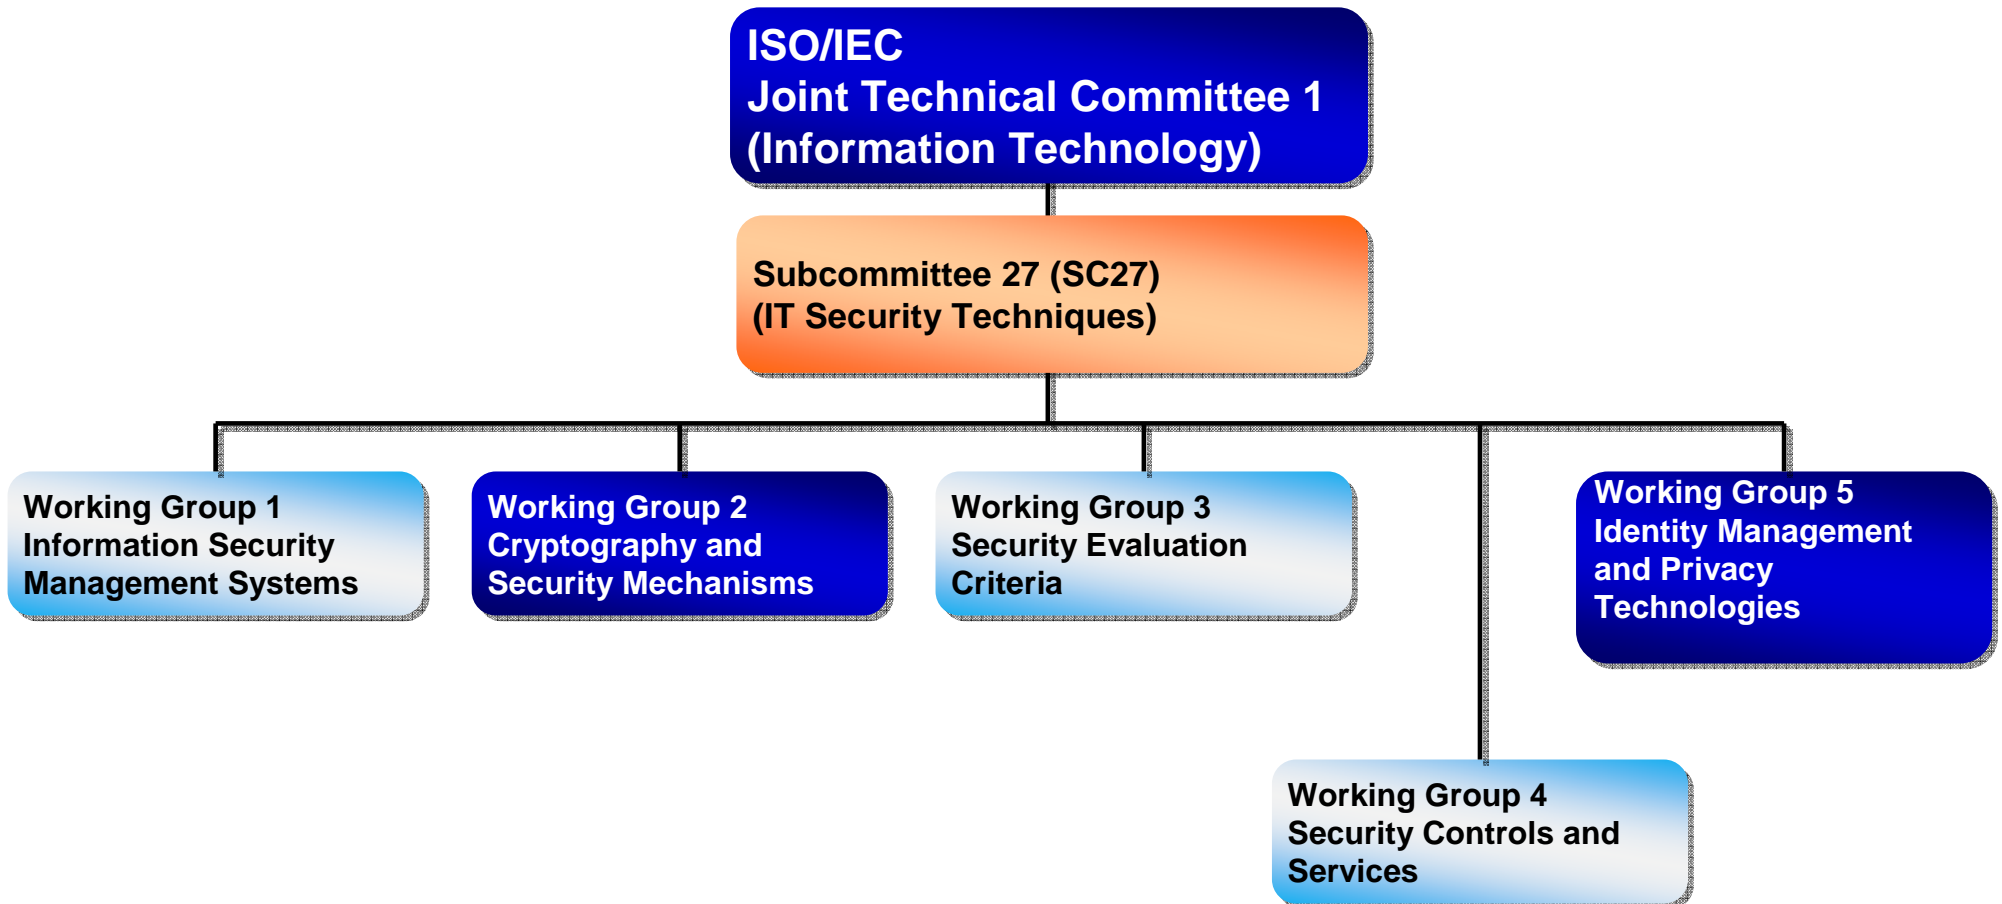 ISO/IEC
Joint Technical Committee 1
(Information Technology)
Subcommittee 27 (SC27)
(IT Security Techniques)
Working Group 1
Information Security
Management Systems
Working Group 2
Cryptography and
Security Mechanisms
Working Group 3
Security Evaluation
Criteria
Working Group 5
Identity Management
and Privacy
Technologies
Working Group 4
Security Controls and
Services